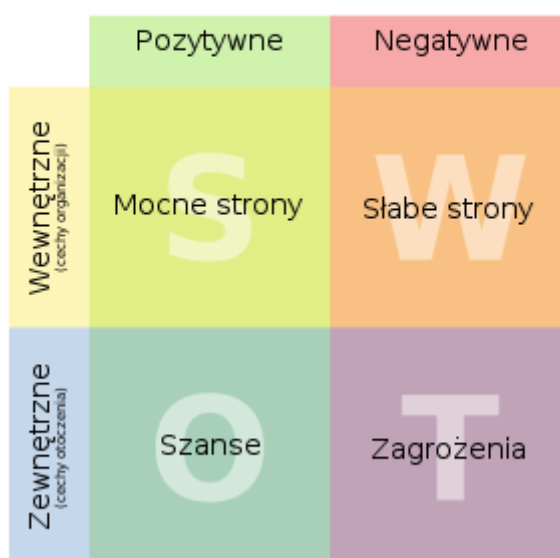 Pozytywne
Negatywne
Wewnętrzne
(cechy organizacji)
S
Mocne strony
W
Słabe strony
Zewnętrzne
(cechy otoczenia)
O
Szanse
T
Zagrożenia